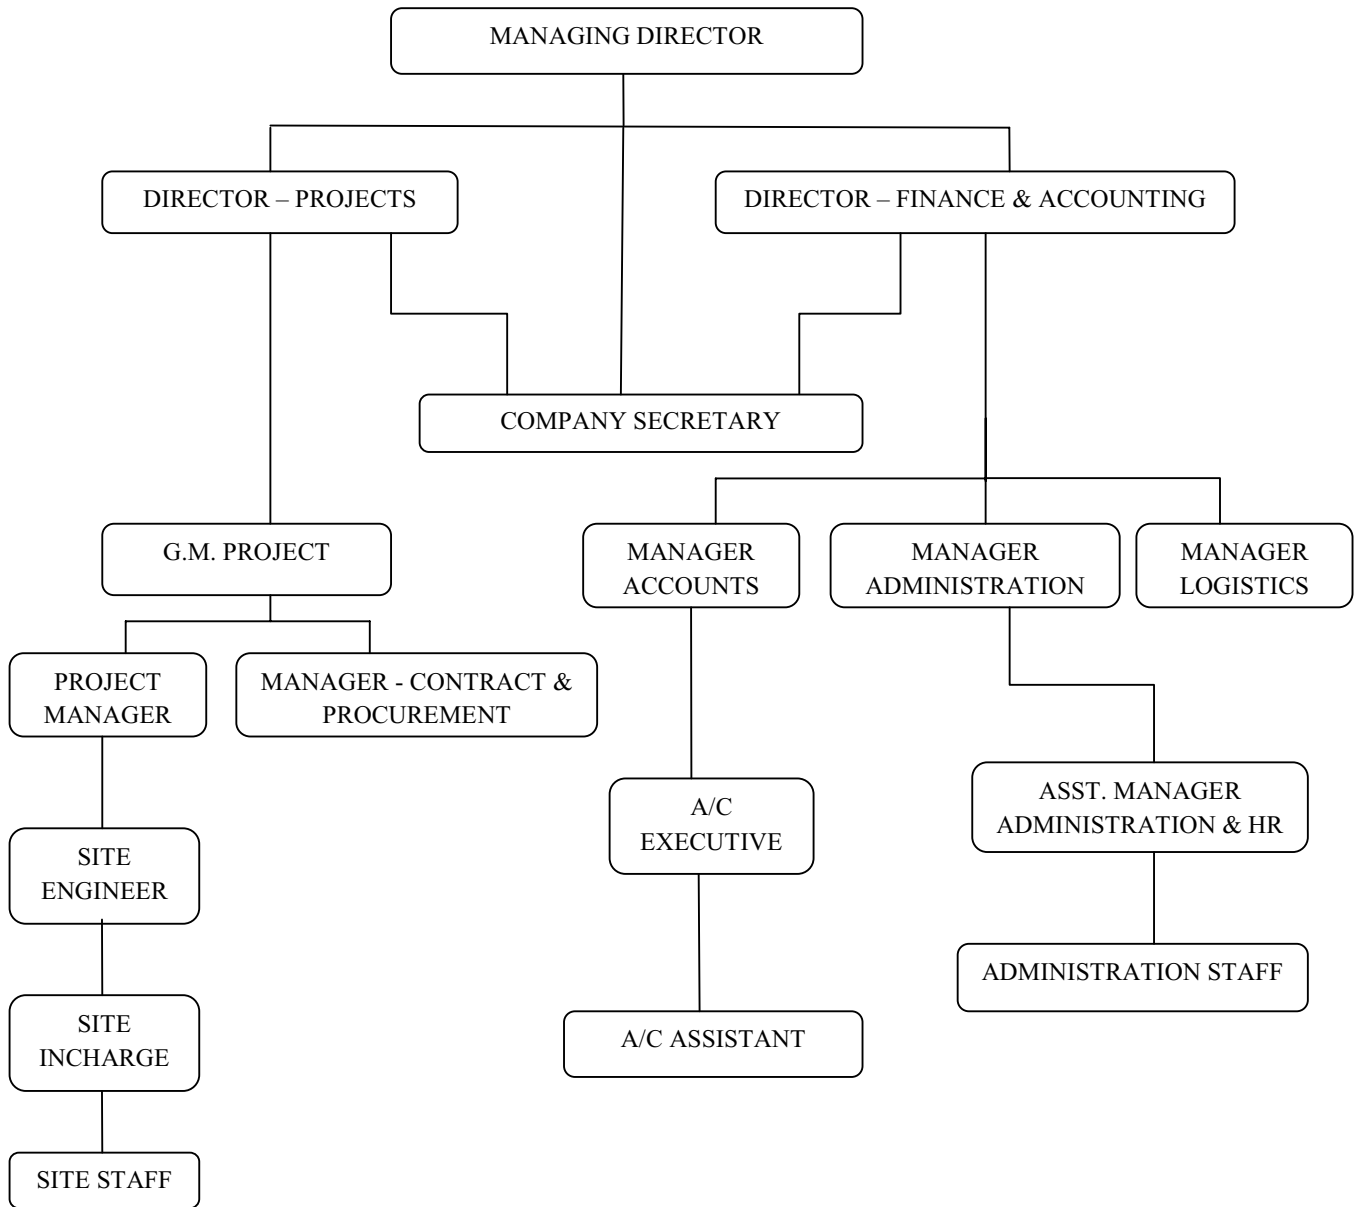 MANAGING DIRECTOR
DIRECTOR – PROJECTS
DIRECTOR – FINANCE & ACCOUNTING
COMPANY SECRETARY
G.M. PROJECT
MANAGER
ACCOUNTS
MANAGER
ADMINISTRATION
MANAGER
LOGISTICS
PROJECT
MANAGER
MANAGER - CONTRACT &
PROCUREMENT
A/C
EXECUTIVE
ASST. MANAGER
ADMINISTRATION & HR
SITE
ENGINEER
ADMINISTRATION STAFF
SITE
INCHARGE
A/C ASSISTANT
SITE STAFF